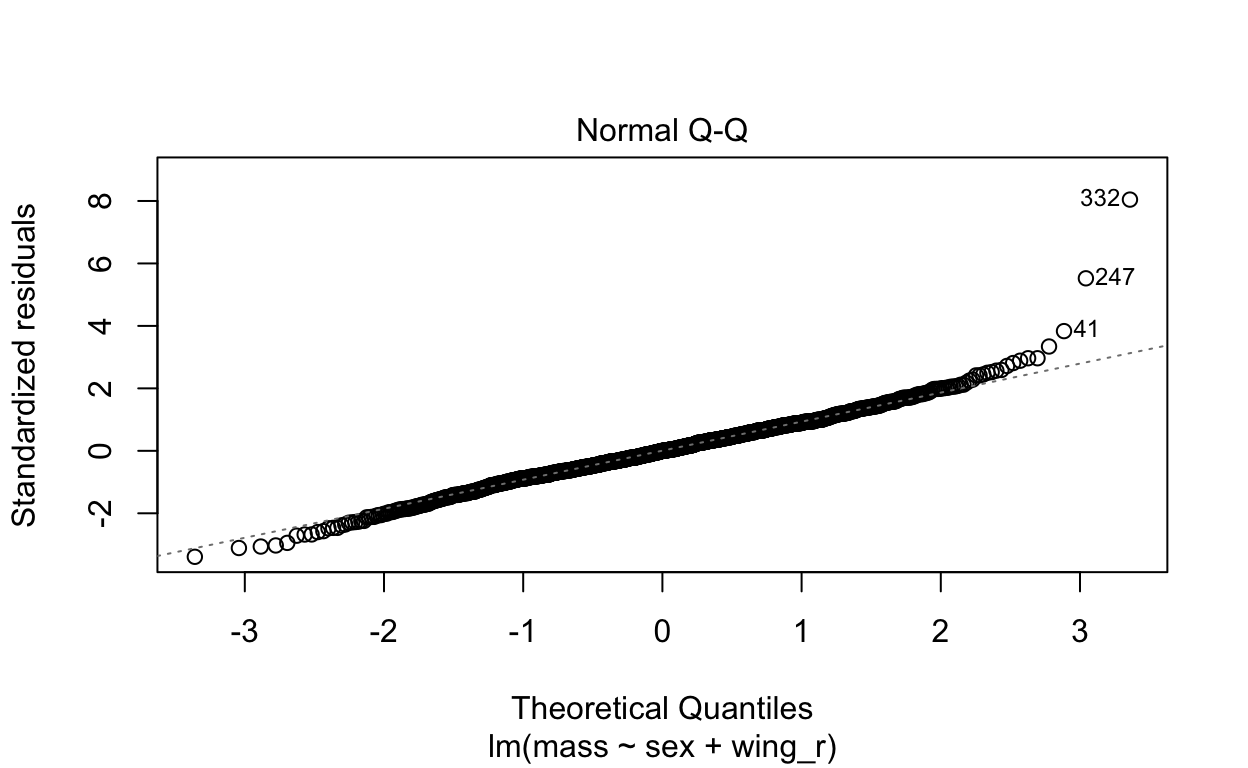 Normal Q-Q
Standardized residuals
8
6
4
2
0
-2
332
247
41
-3 -2 -1 0 1 2 3
Theoretical Quantiles
lm(mass ~ sex + wing_r)